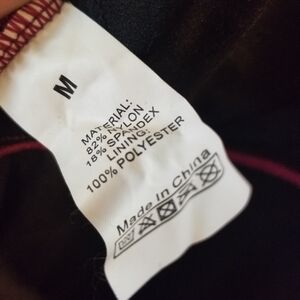 M
MATERIAL:
82% NYLON
18% SPANDEX
LINING:
100% POLYESTER
Made in China